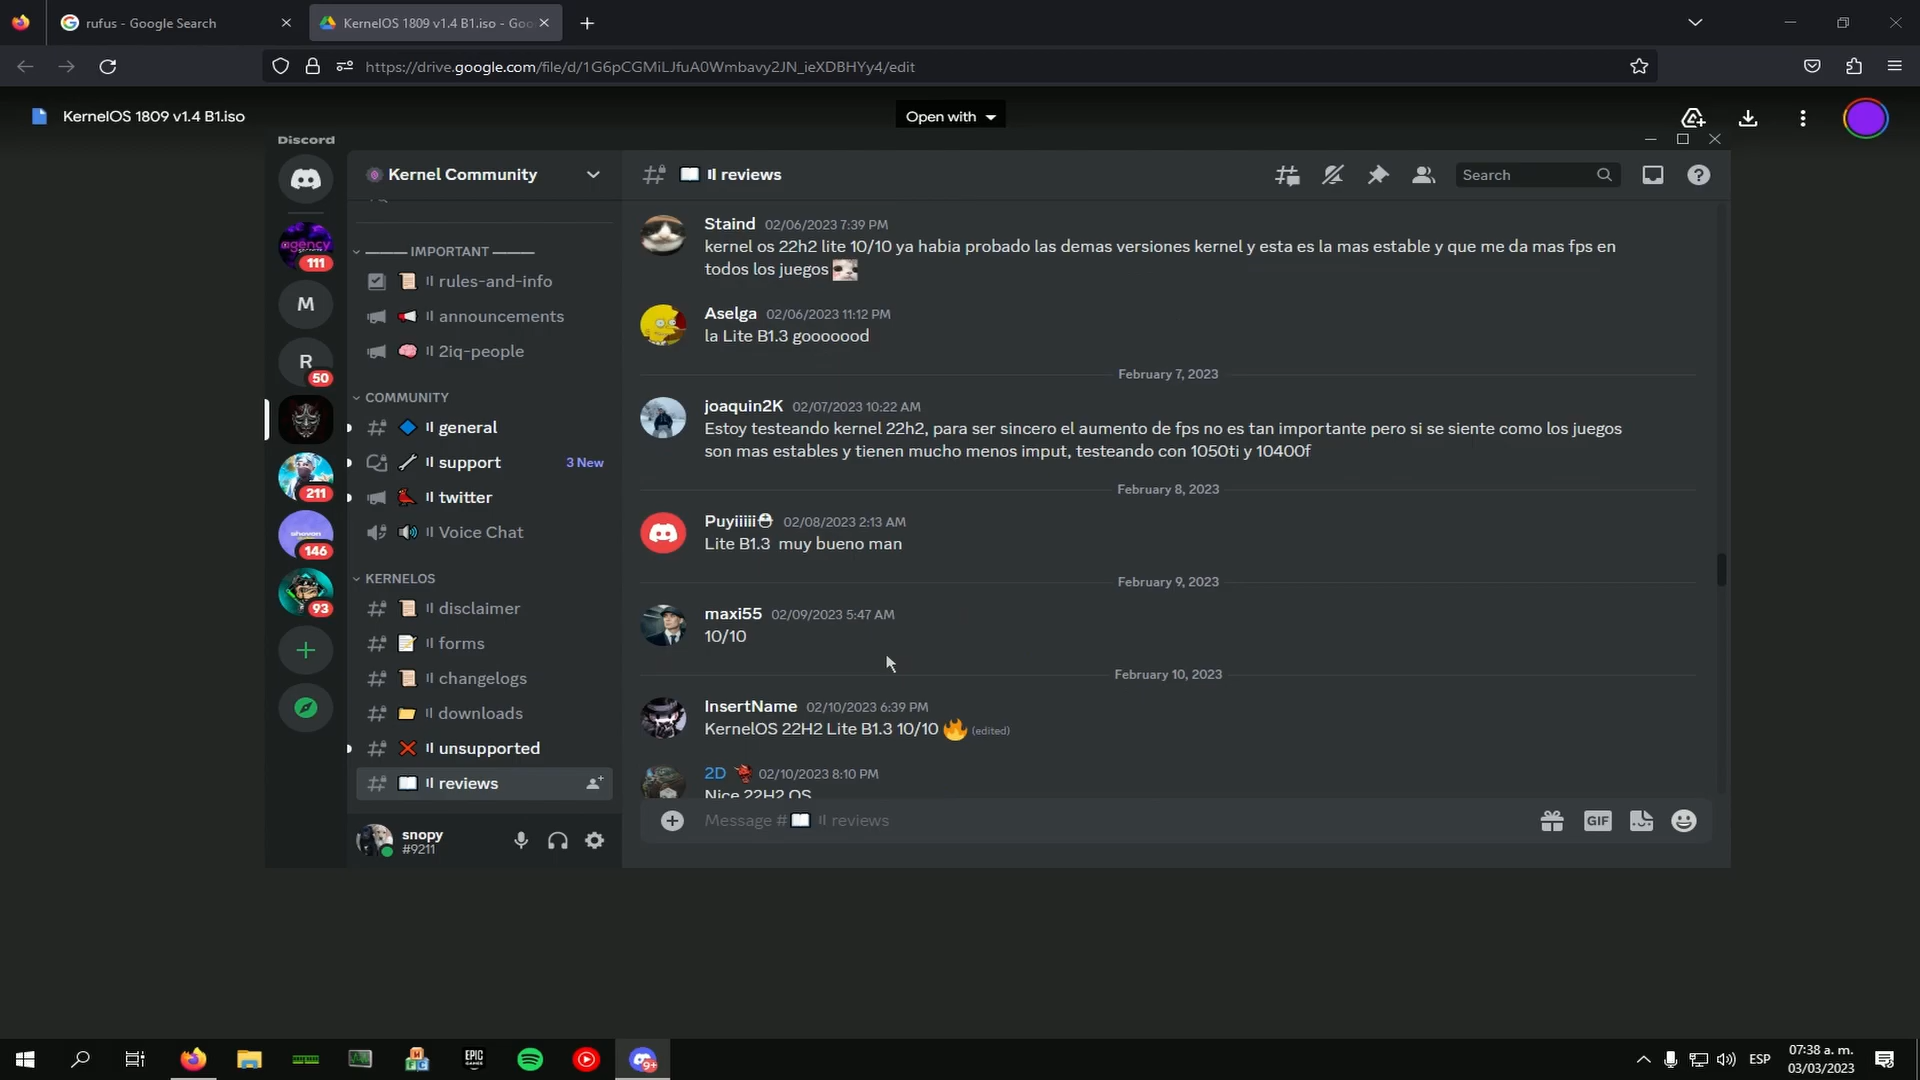 rufus - Google Search
KernelOS 1809 v1.4 B1.iso - Goo
https://drive.google.com/file/d/1G6pCGMiLJfuA0Wmbavy2JN_ieXDBHYy4/edit
KernelOS 1809 v1.4 B1.iso
Open with
Discord
Kernel Community
reviews
Search
111
M
R
50
211
146
93
IMPORTANT
rules-and-info
announcements
2iq-people
COMMUNITY
general
support
3 New
twitter
Voice Chat
KERNELOS
disclaimer
forms
changelogs
downloads
unsupported
reviews
snopy
#9211
Staind 02/06/2023 7:39 PM
kernel os 22h2 lite 10/10 ya habia probado las demas versiones kernel y esta es la mas estable y que me da mas fps en
todos los juegos
Aselga 02/06/2023 11:12 PM
la Lite B1.3 gooooood
February 7, 2023
joaquin2K 02/07/2023 10:22 AM
Estoy testeando kernel 22h2, para ser sincero el aumento de fps no es tan importante pero si se siente como los juegos
son mas estables y tienen mucho menos imput, testeando con 1050ti y 10400f
February 8, 2023
Puyiiiii 02/08/2023 2:13 AM
Lite B1.3 muy bueno man
February 9, 2023
maxi55 02/09/2023 5:47 AM
10/10
February 10, 2023
InsertName 02/10/2023 6:39 PM
KernelOS 22H2 Lite B1.3 10/10 🔥 (edited)
2D 02/10/2023 8:10 PM
Nice 22H2 OS
Message # reviews
GIF
EPIC
GAMES
9+
ESP
07:38 a. m.
03/03/2023